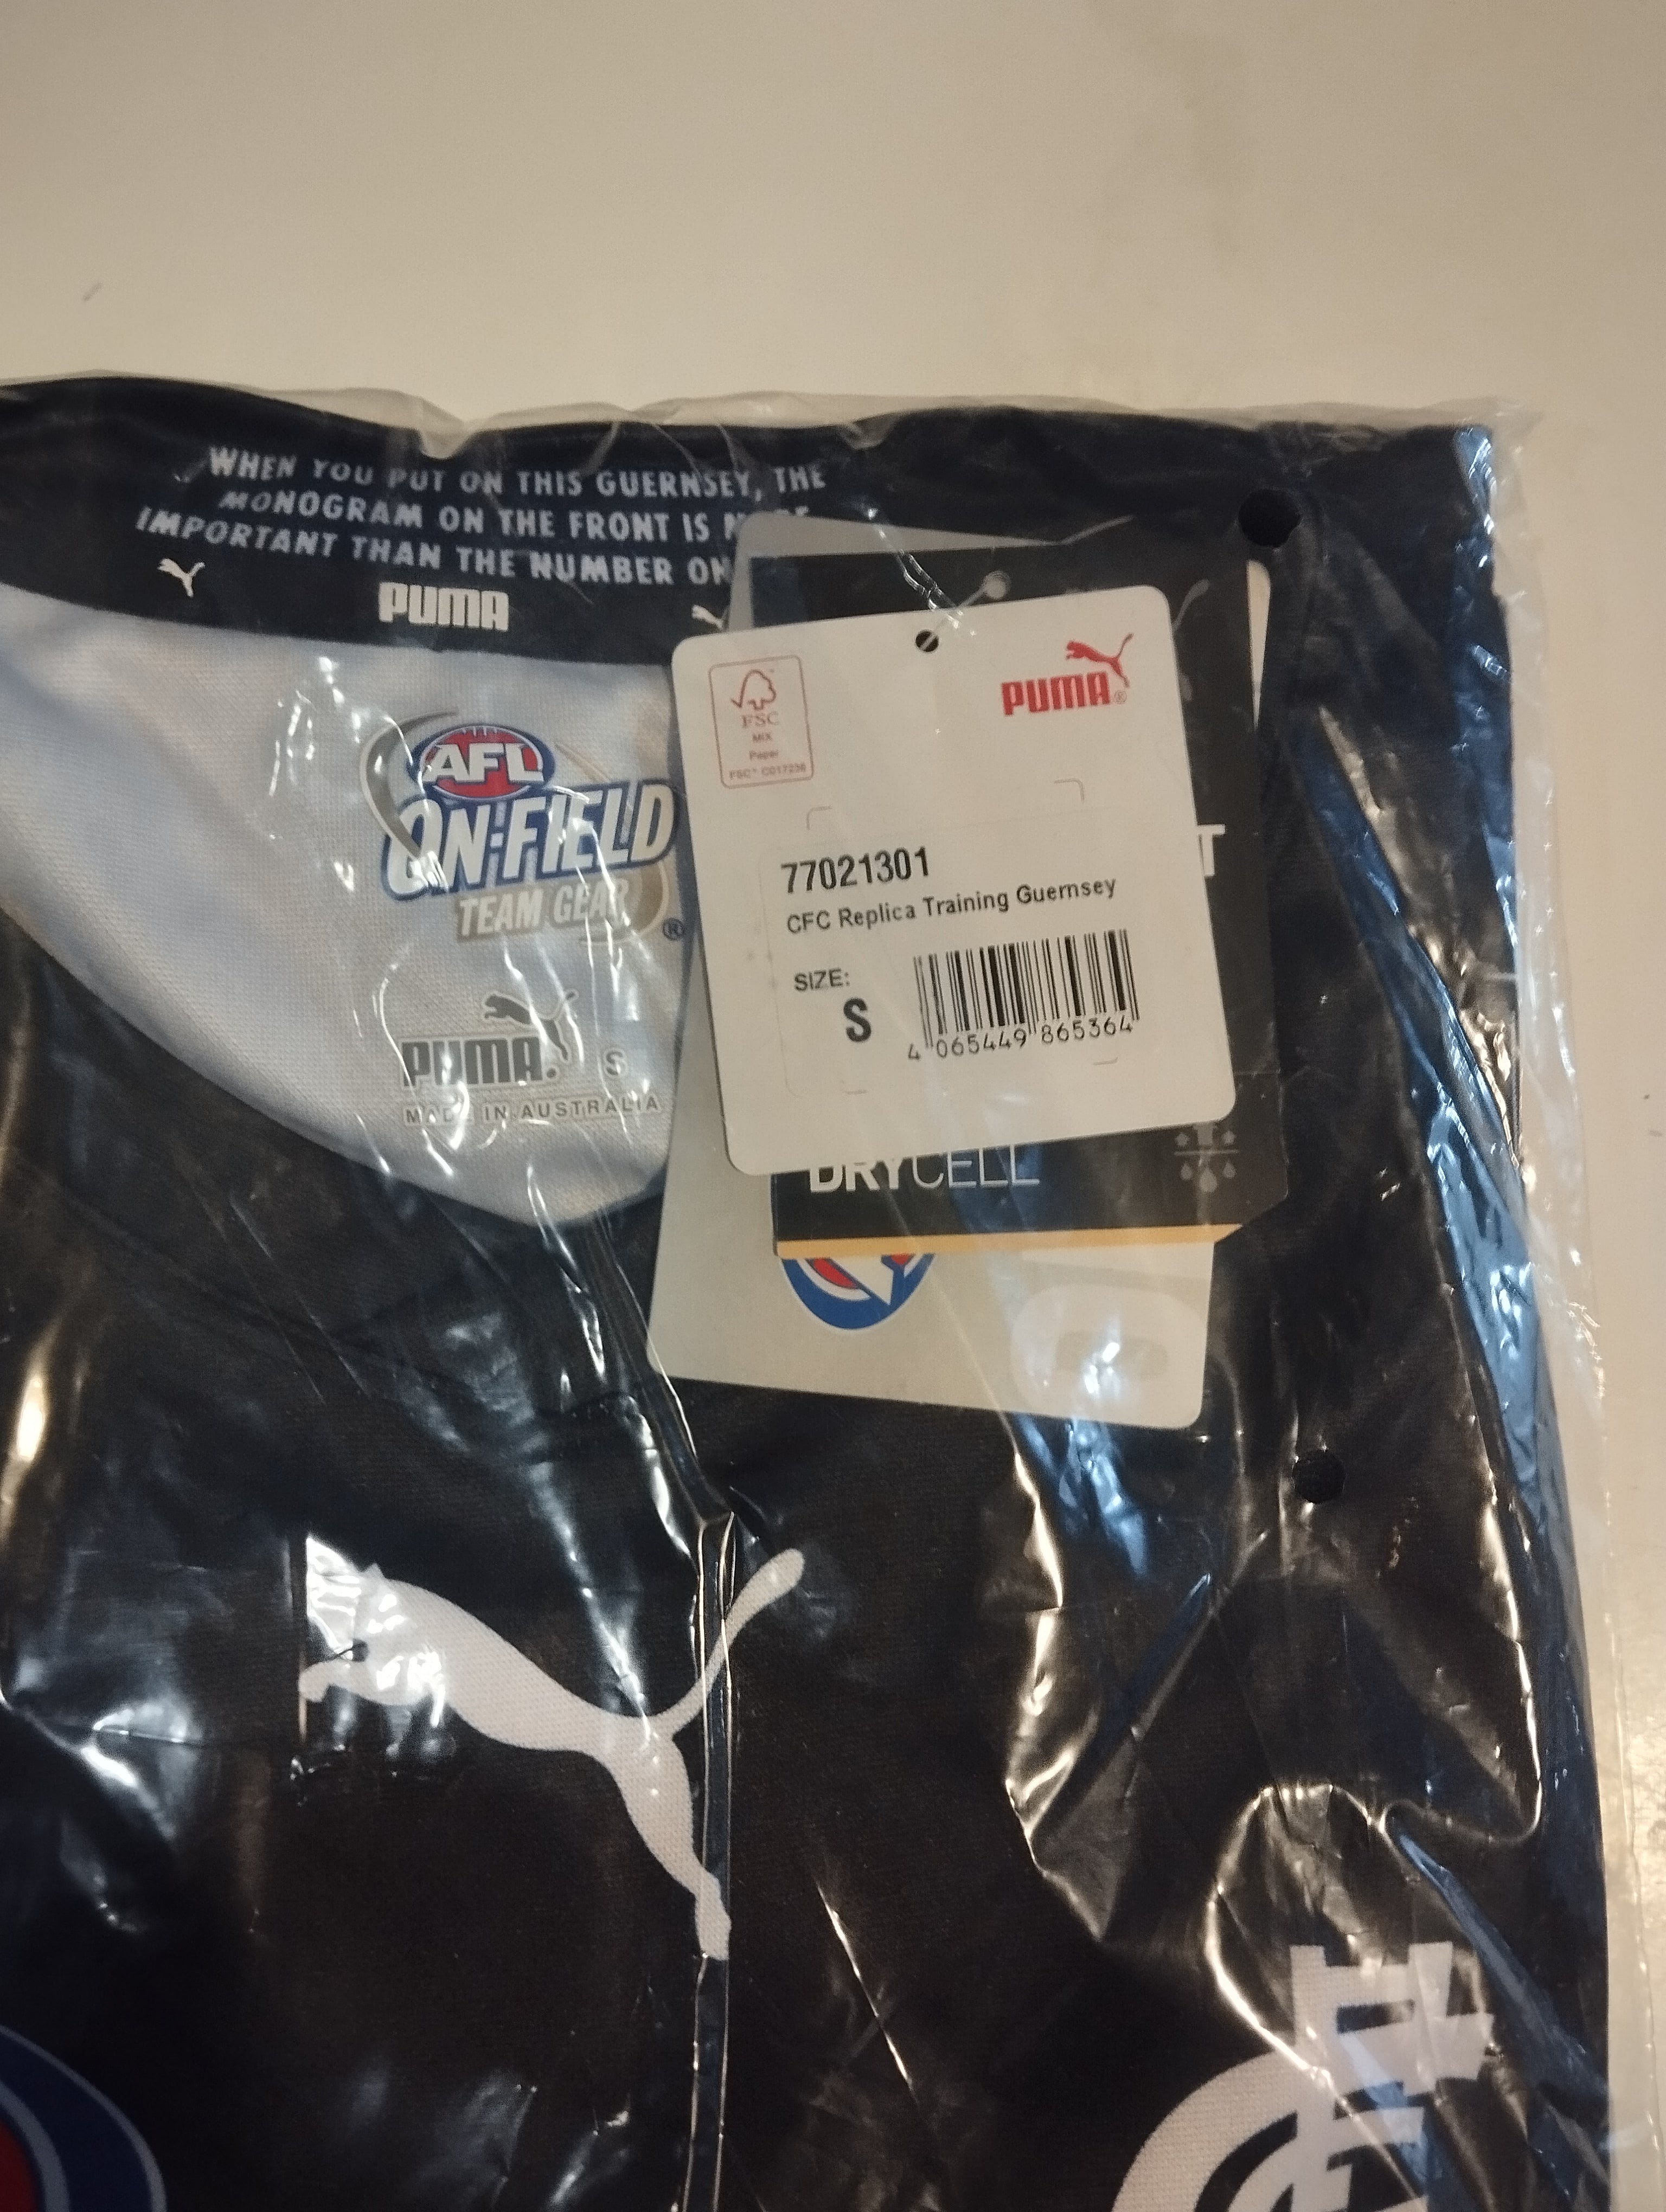 WHEN YOU PUT ON THIS GUERNSEY, THE
MONOGRAM ON THE FRONT IS
IMPORTANT THAN THE NUMBER ON
PUMA
AFL
ON-FIELD
TEAM GEAR
®
PUMA. S
MADE IN AUSTRALIA
FSC
MIX
Paper
FSC® C017236
PUMA®
T
77021301
CFC Replica Training Guernsey
SIZE:
S
4 065449 865364
DRYCELL